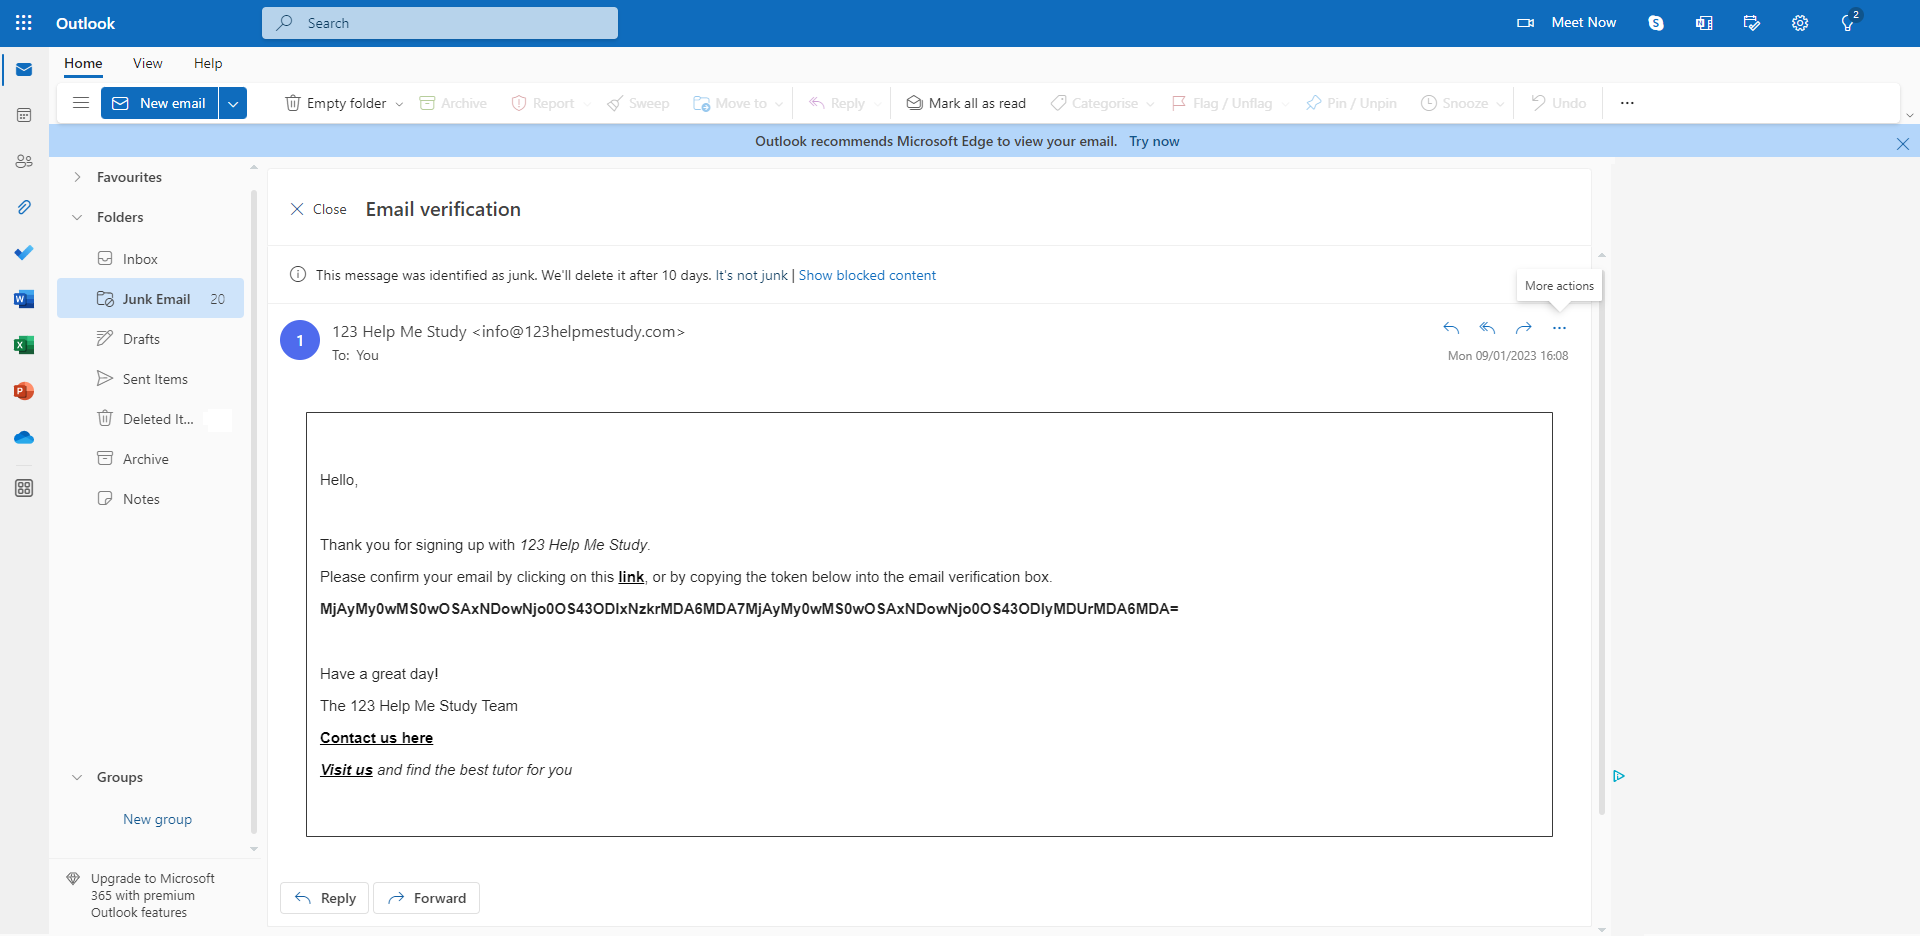 Outlook
Search
Meet Now
2
Home View Help
New email
Empty folder Archive Report Sweep Move to Reply Mark all as read Categorise Flag / Unflag Pin / Unpin Snooze Undo ...
Outlook recommends Microsoft Edge to view your email. Try now
Favourites
Folders
Inbox
Junk Email 20
Drafts
Sent Items
Deleted It...
Archive
Notes
Groups
New group
Upgrade to Microsoft
365 with premium
Outlook features
Close Email verification
This message was identified as junk. We'll delete it after 10 days. It's not junk | Show blocked content
More actions
1
123 Help Me Study <info@123helpmestudy.com>
To: You
Mon 09/01/2023 16:08
Hello,
Thank you for signing up with 123 Help Me Study.
Please confirm your email by clicking on this link, or by copying the token below into the email verification box.
MjAyMy0wMS0wOSAxNDowNjo0OS43ODIxNzkrMDA6MDA7MjAyMy0wMS0wOSAxNDowNjo0OS43ODIyMDUrMDA6MDA=
Have a great day!
The 123 Help Me Study Team
Contact us here
Visit us and find the best tutor for you
Reply Forward